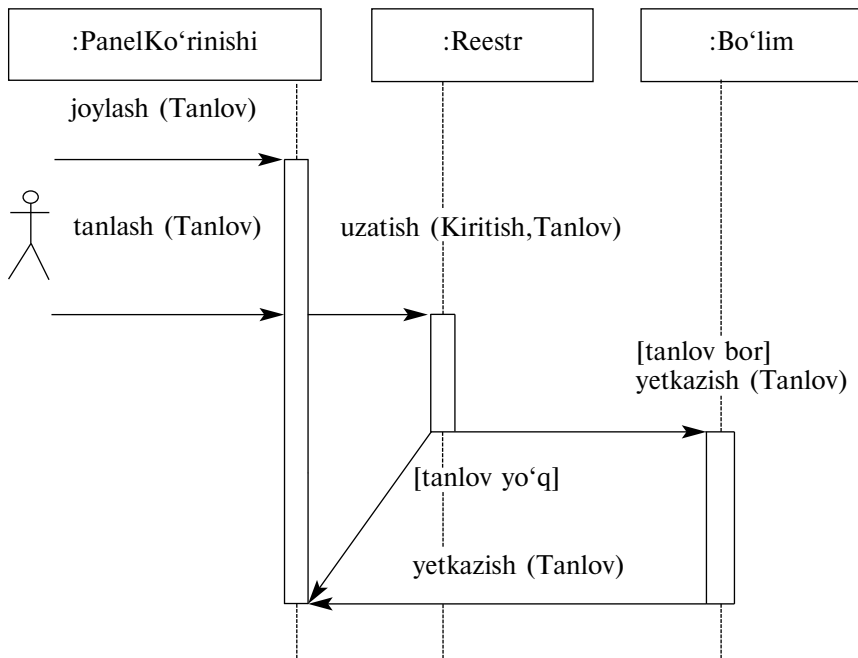 :PanelKo‘rinishi
:Reestr
:Bo‘lim
joylash (Tanlov)
tanlash (Tanlov)
uzatish (Kiritish,Tanlov)
[tanlov bor]
yetkazish (Tanlov)
[tanlov yo‘q]
yetkazish (Tanlov)